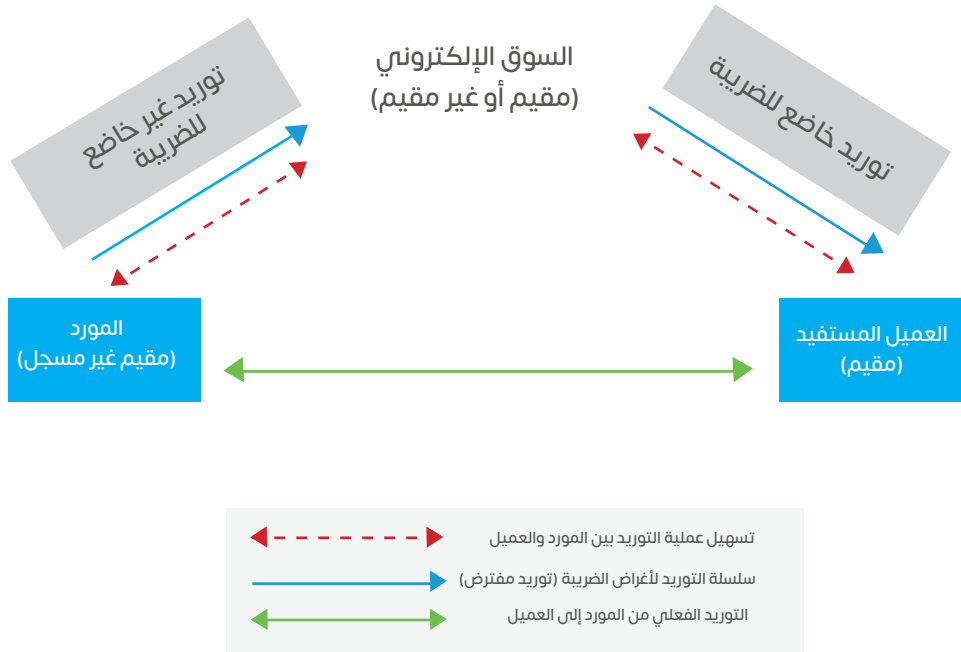 السوق الإلكتروني
(مقيم أو غير مقيم)
توريد خاضع للضريبة
توريد غير خاضع
للضريبة
العميل المستفيد
(مقيم)
المورد
(مقيم غير مسجل)
تسهيل عملية التوريد بين المورد والعميل
سلسلة التوريد لأغراض الضريبة (توريد مفترض)
التوريد الفعلي من المورد إلى العميل